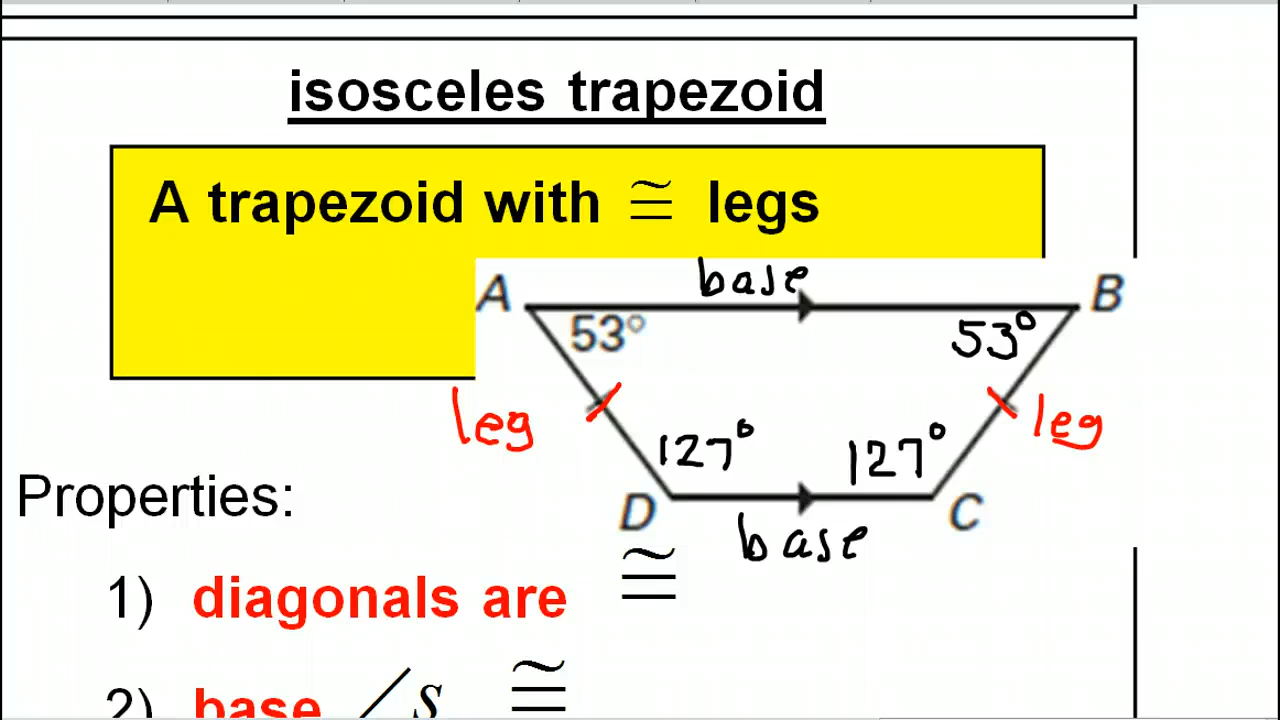 isosceles trapezoid
A trapezoid with ≅ legs
A base B
53° 53°
leg leg
127° 127°
Properties: D C
base
1) diagonals are ≅
2) base ∠s ≅